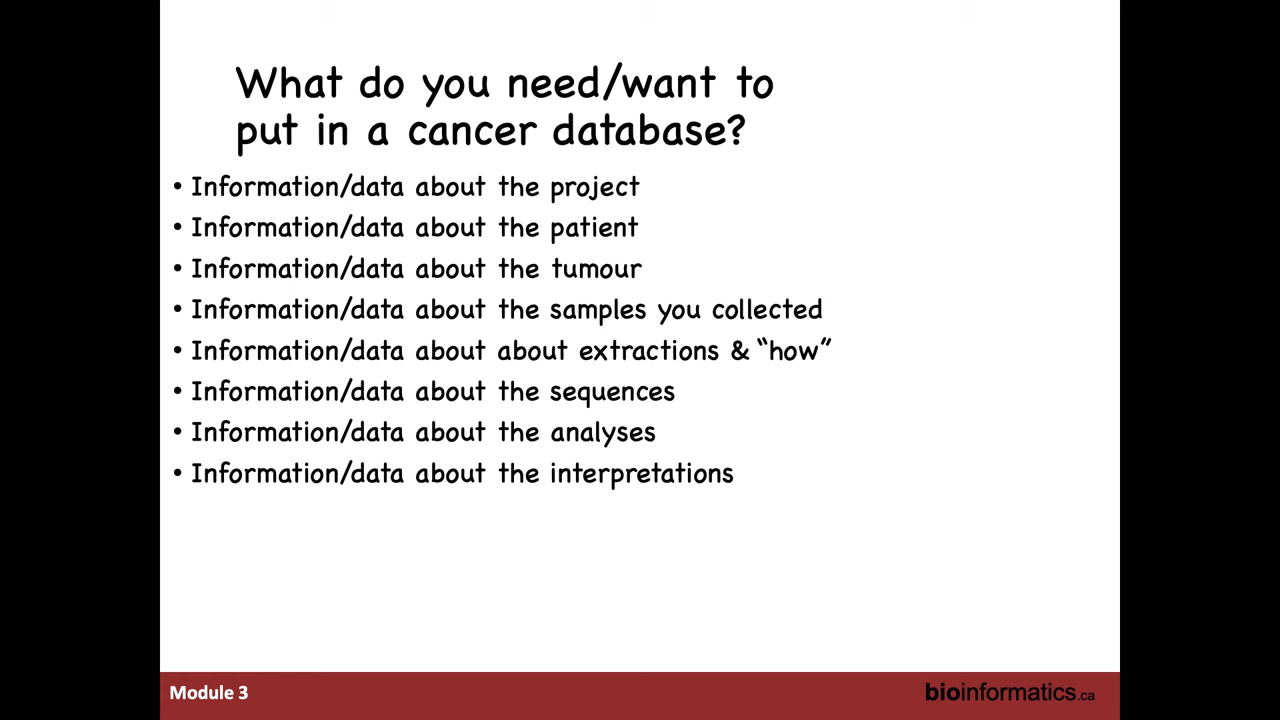 What do you need/want to
put in a cancer database?
• Information/data about the project
• Information/data about the patient
• Information/data about the tumour
• Information/data about the samples you collected
• Information/data about about extractions & “how”
• Information/data about the sequences
• Information/data about the analyses
• Information/data about the interpretations
Module 3
bioinformatics.ca